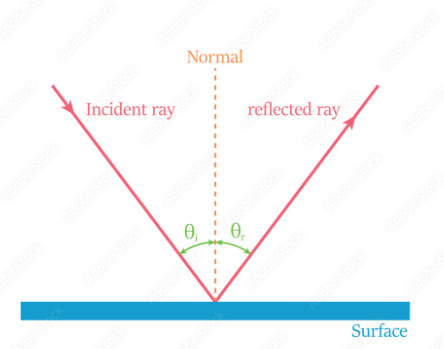 Normal
Incident ray
reflected ray
θi
θr
Surface